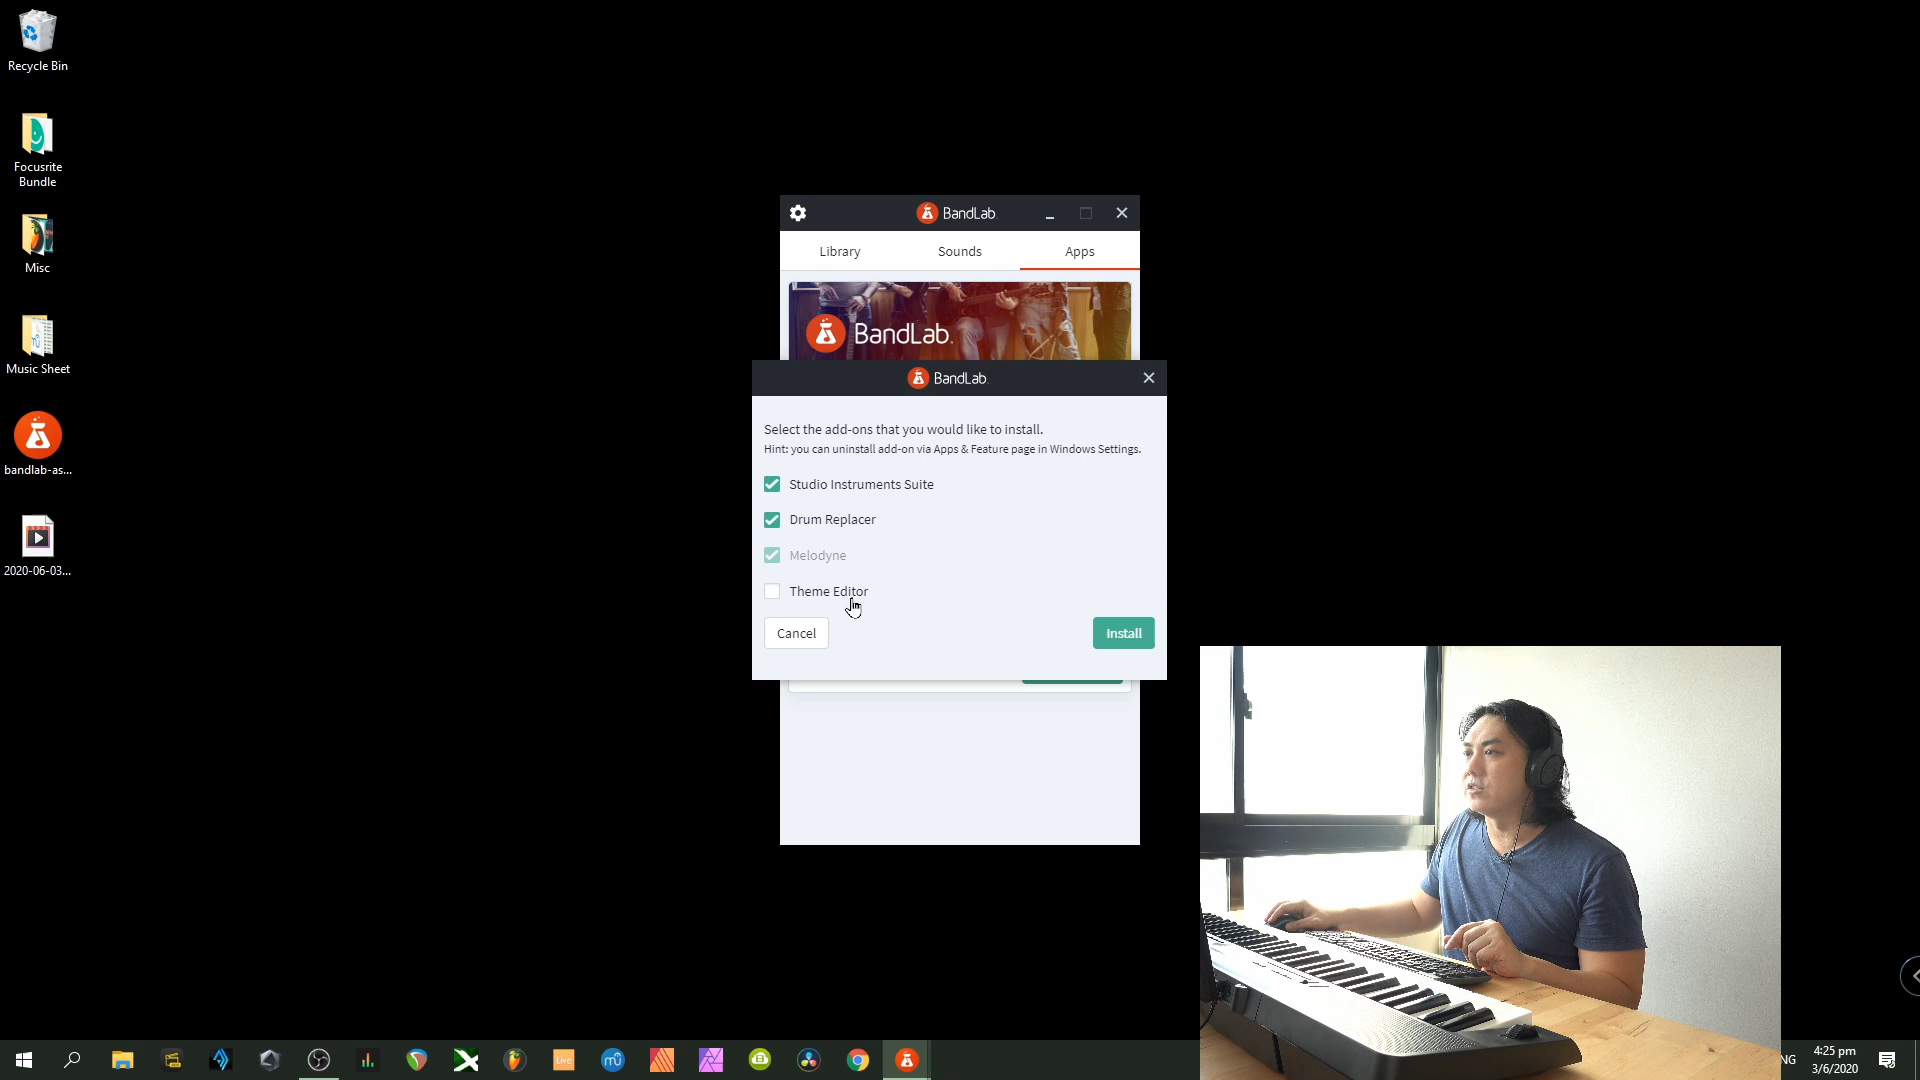 Recycle Bin
Focusrite
Bundle
Misc
Music Sheet
bandlab-as...
2020-06-03...
BandLab.
Library
Sounds
Apps
BandLab.
BandLab.
Select the add-ons that you would like to install.
Hint: you can uninstall add-on via Apps & Feature page in Windows Settings.
Studio Instruments Suite
Drum Replacer
Melodyne
Theme Editor
Cancel
Install
Live
NG
4:25 pm
3/6/2020